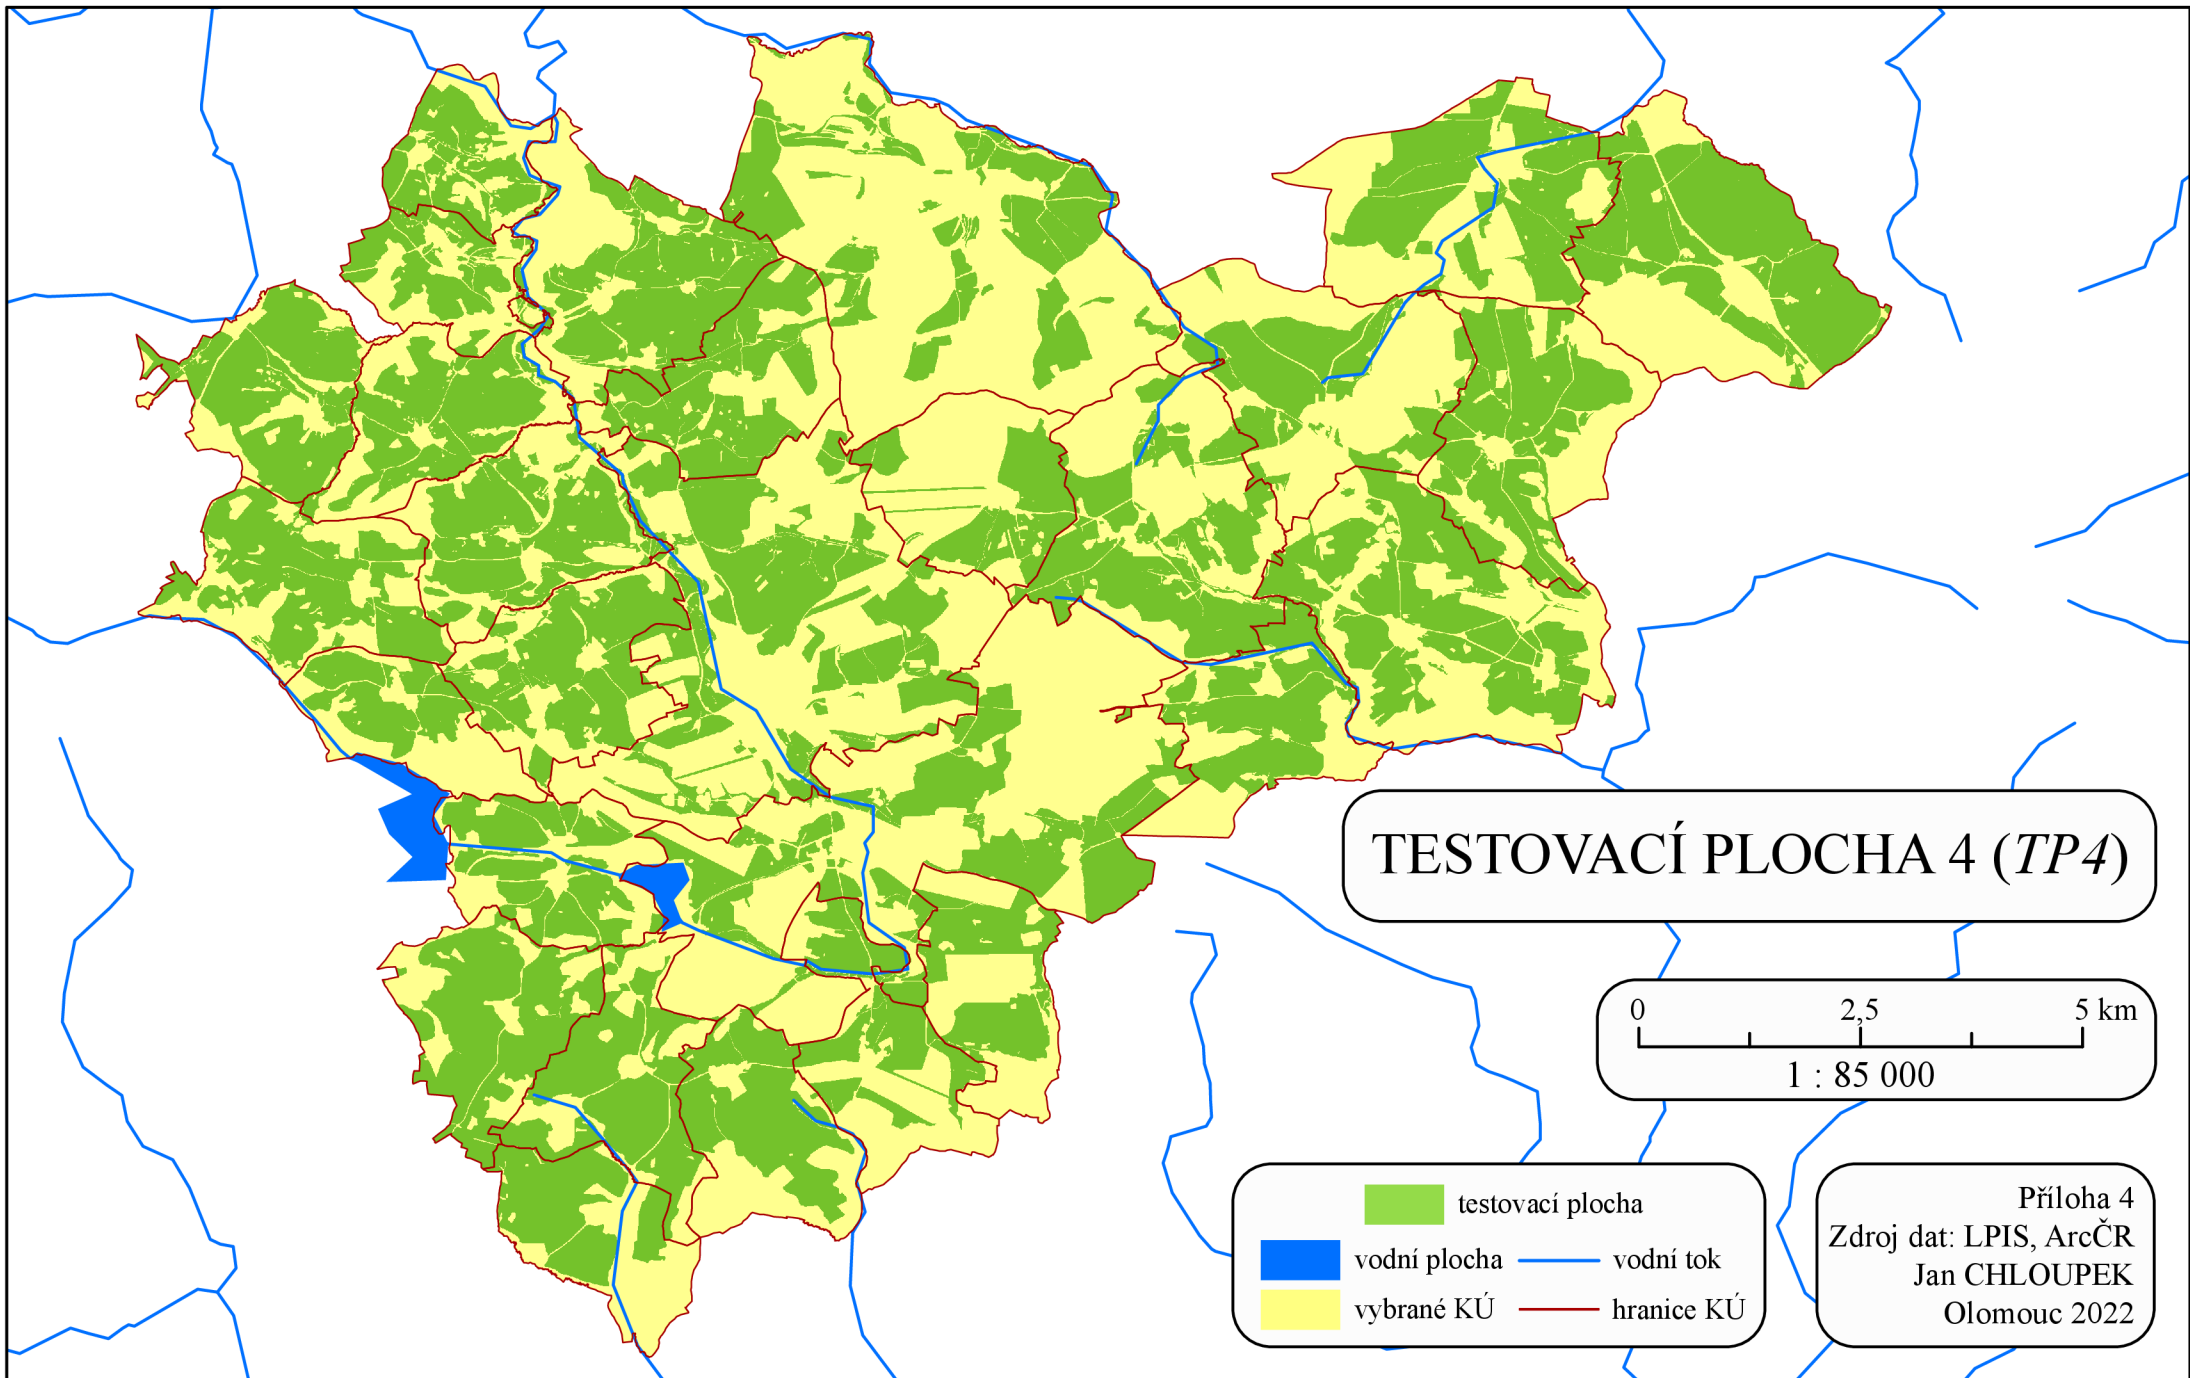 TESTOVACÍ PLOCHA 4 (TP4)
0 2,5 5 km
1 : 85 000
testovací plocha
vodní plocha vodní tok
vybrané KÚ hranice KÚ
Příloha 4
Zdroj dat: LPIS, ArcČR
Jan CHLOUPEK
Olomouc 2022